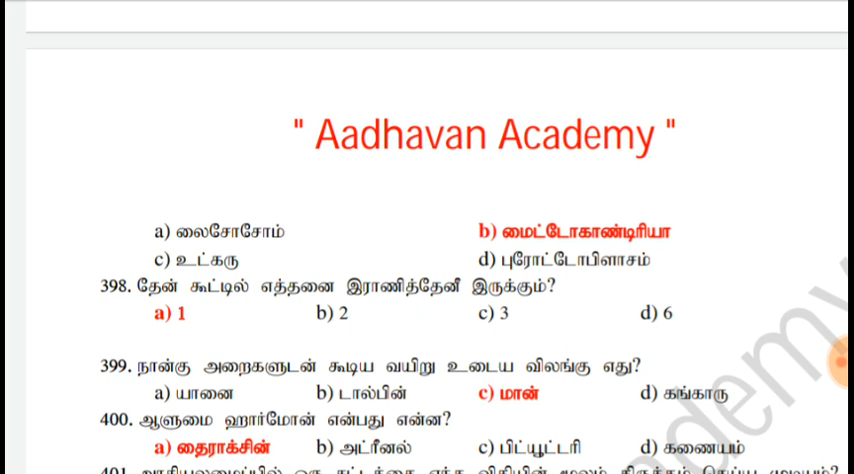 " Aadhavan Academy "
a) லைசோசோம் b) மைட்டோகாண்டிரியா
c) உட்கரு d) புரோட்டோபிளாசம்
398. தேன் கூட்டில் எத்தனை இராணித்தேனீ இருக்கும்?
a) 1 b) 2 c) 3 d) 6
399. நான்கு அறைகளுடன் கூடிய வயிறு உடைய விலங்கு எது?
a) யானை b) டால்பின் c) மான் d) கங்காரு
400. ஆளுமை ஹார்மோன் என்பது என்ன?
a) தைராக்சின் b) அட்ரீனல் c) பிட்யூட்டரி d) கணையம்